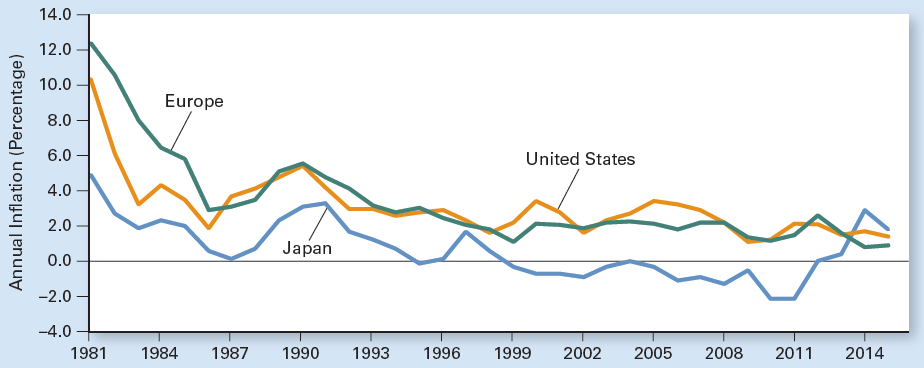 Annual Inflation (Percentage)
14.0
12.0
10.0
8.0
6.0
4.0
2.0
0.0
–2.0
–4.0
Europe
United States
Japan
1981 1984 1987 1990 1993 1996 1999 2002 2005 2008 2011 2014